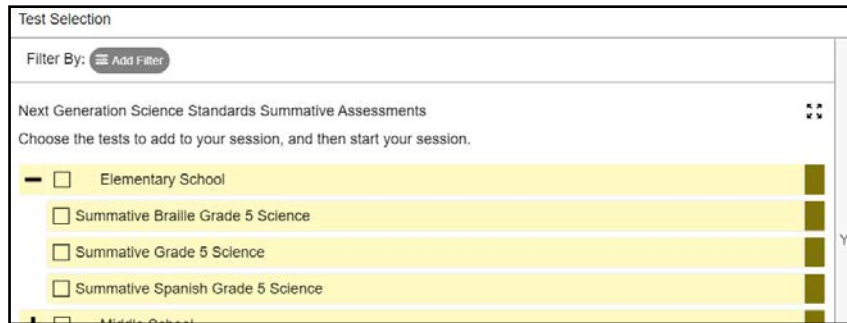 Test Selection
Filter By: Add Filter
Next Generation Science Standards Summative Assessments
Choose the tests to add to your session, and then start your session.
Elementary School
Summative Braille Grade 5 Science
Summative Grade 5 Science
Summative Spanish Grade 5 Science
Middle School
Y